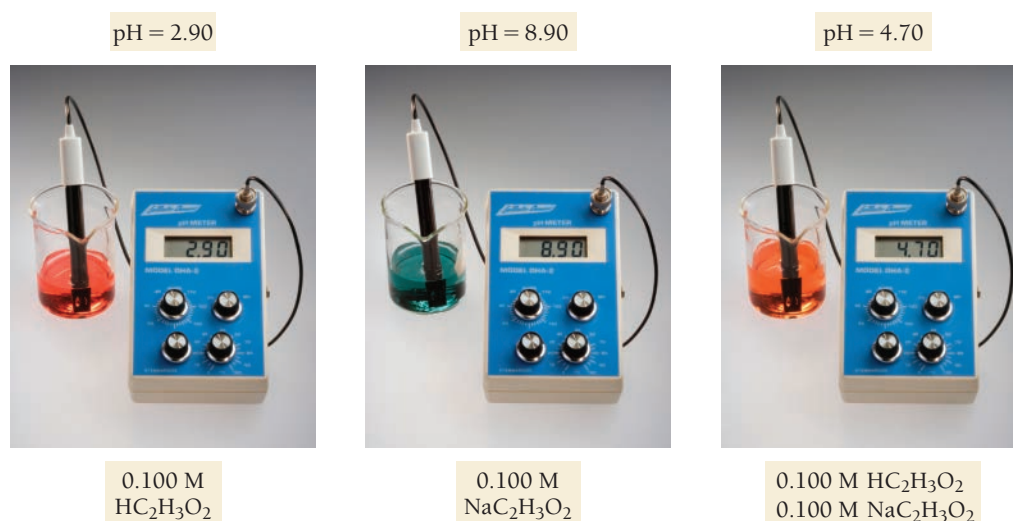 pH = 2.90
pH = 8.90
pH = 4.70
pH METER
2.90
MODEL DHA-2
pH METER
8.90
MODEL DHA-2
pH METER
4.70
MODEL DHA-2
0.100 M
HC₂H₃O₂
0.100 M
NaC₂H₃O₂
0.100 M HC₂H₃O₂
0.100 M NaC₂H₃O₂